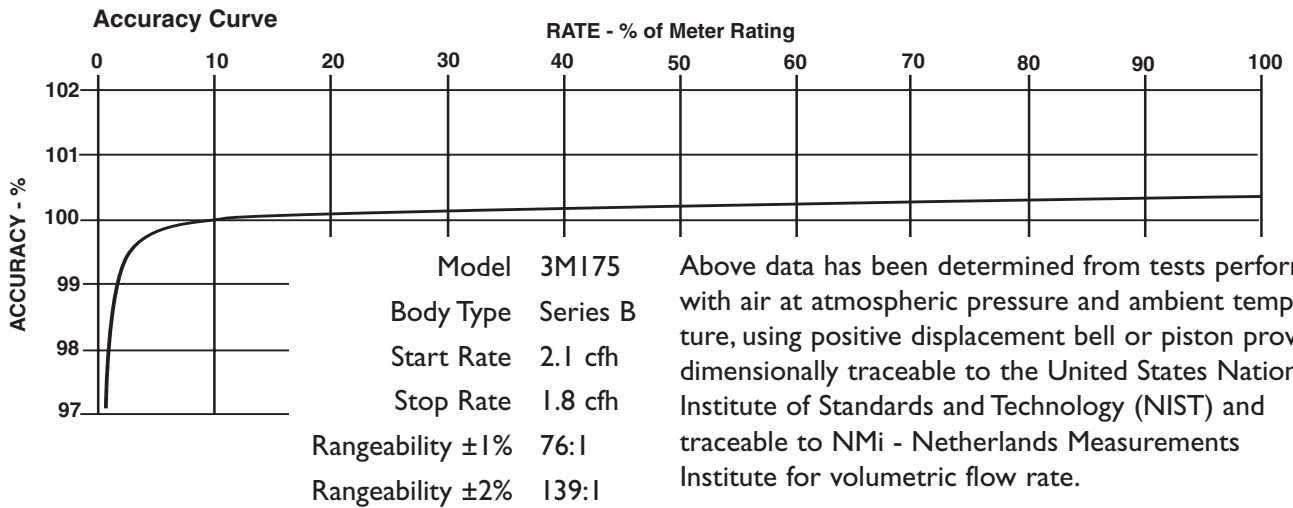 Accuracy Curve
RATE - % of Meter Rating
0 10 20 30 40 50 60 70 80 90 100
102
101
100
99
98
97
ACCURACY - %
Model 3M175
Body Type Series B
Start Rate 2.1 cfh
Stop Rate 1.8 cfh
Rangeability ±1% 76:1
Rangeability ±2% 139:1
Above data has been determined from tests perform
with air at atmospheric pressure and ambient temp
ture, using positive displacement bell or piston prov
dimensionally traceable to the United States Nation
Institute of Standards and Technology (NIST) and
traceable to NMi - Netherlands Measurements
Institute for volumetric flow rate.